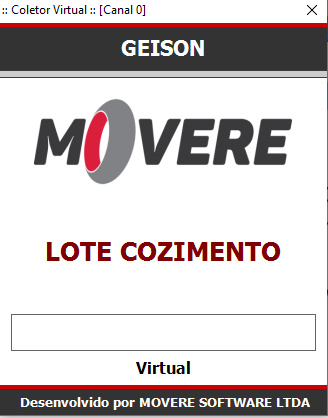 :: Coletor Virtual :: [Canal 0]
GEISON
MOVERE
LOTE COZIMENTO
Virtual
Desenvolvido por MOVERE SOFTWARE LTDA